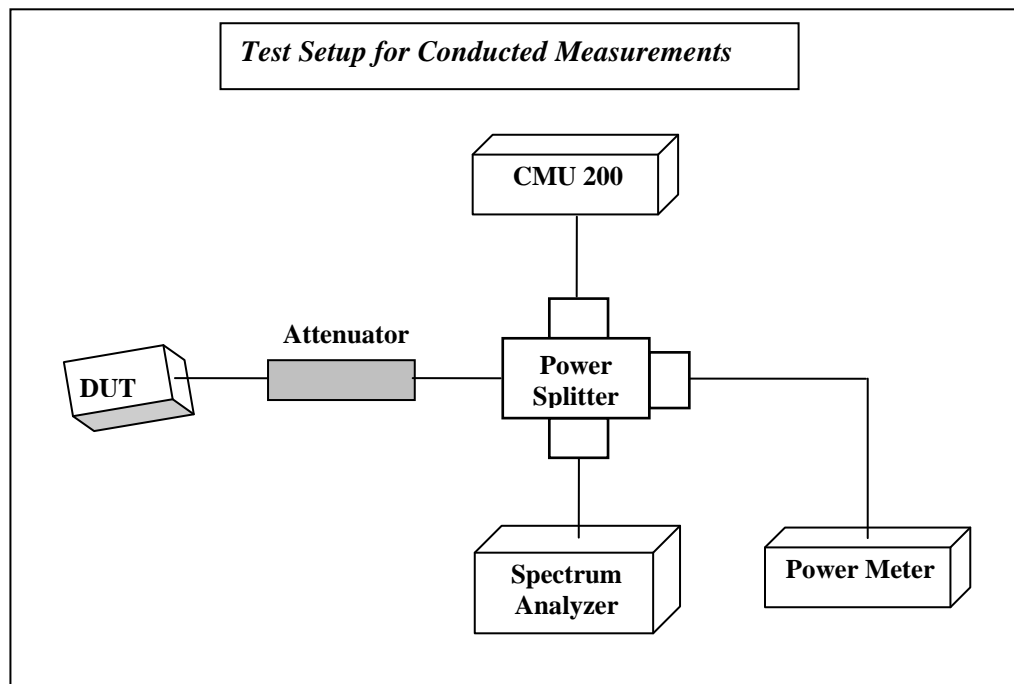 Test Setup for Conducted Measurements
CMU 200
Attenuator
DUT
Power
Splitter
Spectrum
Analyzer
Power Meter